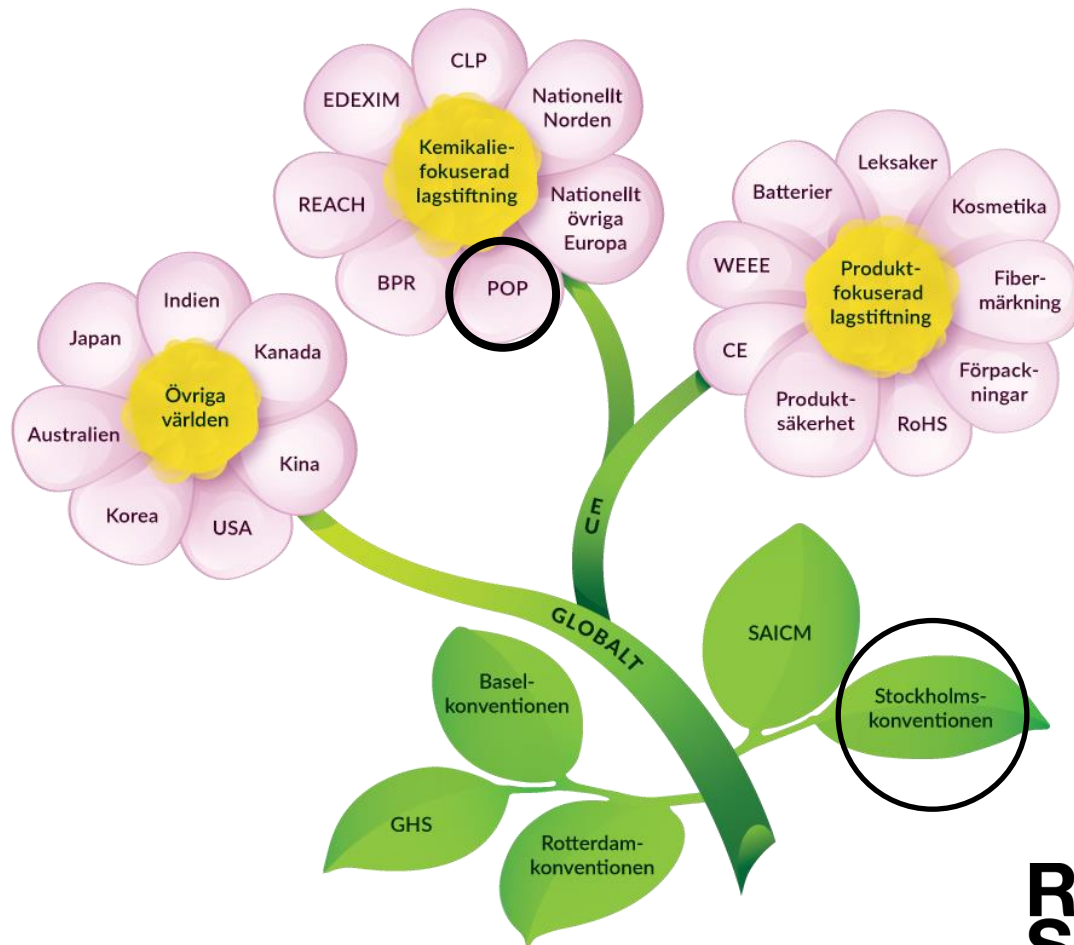 CLP
EDEXIM
Nationellt
Norden
Kemikalie-
fokuserad
lagstiftning
REACH
Nationellt
övriga
Europa
BPR
POP
Leksaker
Batterier
Kosmetika
WEEE
Produkt-
fokuserad
lagstiftning
Fiber-
märkning
CE
Förpack-
ningar
Produkt-
säkerhet
RoHS
Indien
Japan
Kanada
Övriga
världen
Australien
Kina
Korea
USA
EU
GLOBALT
SAICM
Basel-
konventionen
Stockholms-
konventionen
GHS
Rotterdam-
konventionen
R